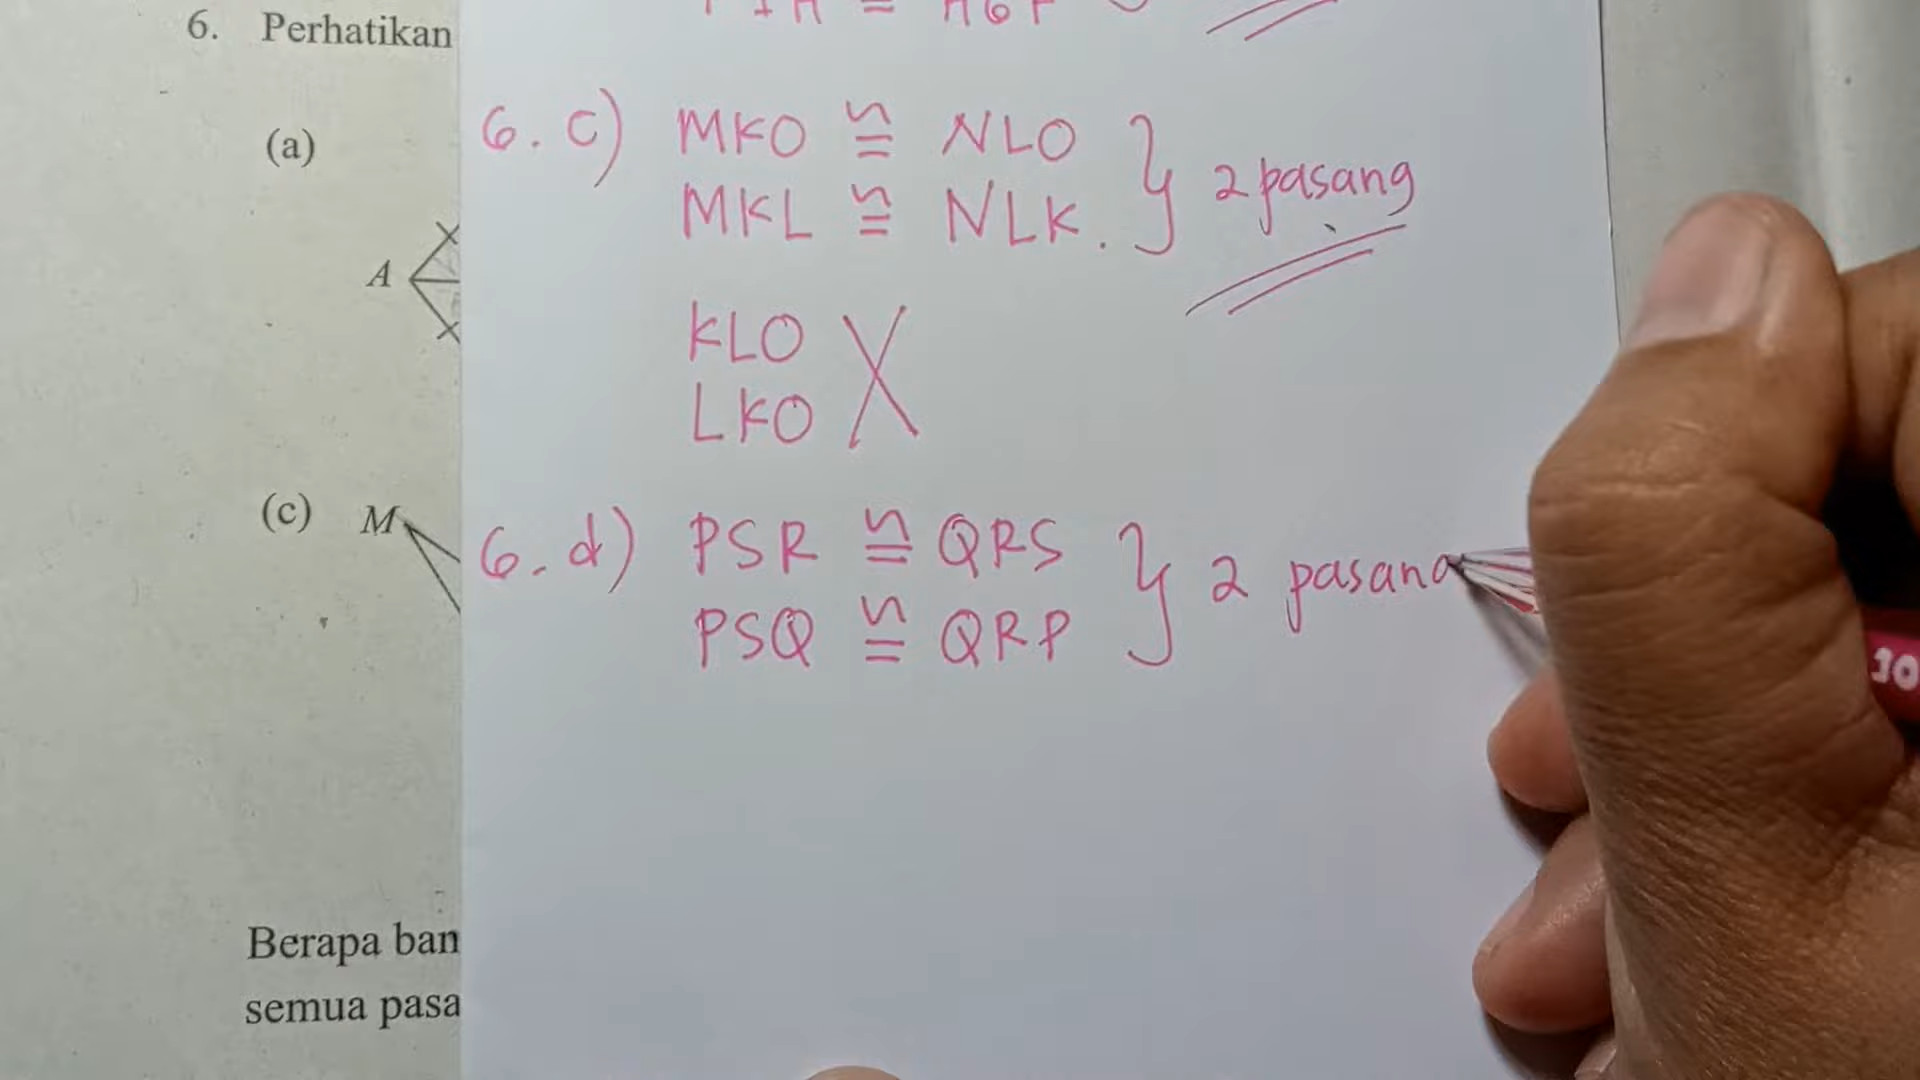 6. Perhatikan
(a)
A
6. c) MKO ≅ NLO
MKL ≅ NLK.
} 2 pasang
KLO
LKO
(c) M
6. d) PSR ≅ QRS
PSQ ≅ QRP
} 2 pasang
10
Berapa ban
semua pasa